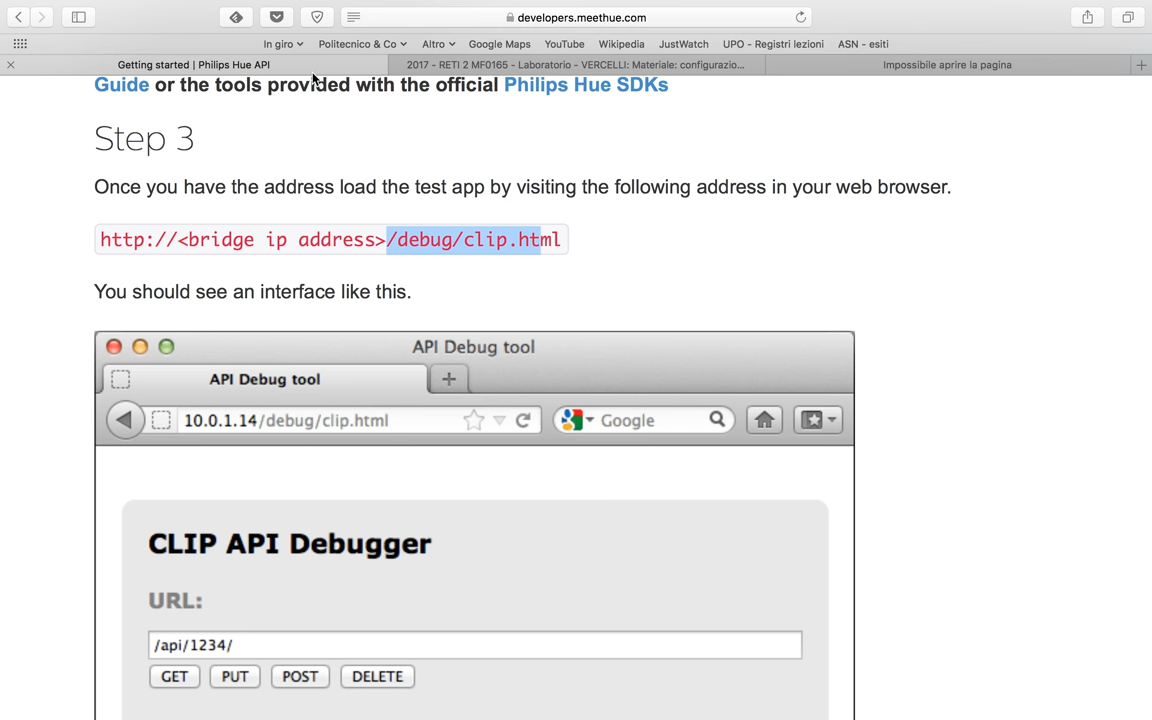 developers.meethue.com
In giro Politecnico & Co Altro Google Maps YouTube Wikipedia JustWatch UPO - Registri lezioni ASN - esiti
Getting started | Philips Hue API 2017 - RETI 2 MF0165 - Laboratorio - VERCELLI: Materiale: configurazio... Impossibile aprire la pagina
Guide or the tools provided with the official Philips Hue SDKs
Step 3
Once you have the address load the test app by visiting the following address in your web browser.
http://<bridge ip address>/debug/clip.html
You should see an interface like this.
API Debug tool
API Debug tool
10.0.1.14/debug/clip.html Google
CLIP API Debugger
URL:
/api/1234/
GET PUT POST DELETE